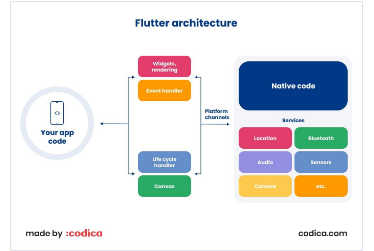 Flutter architecture
Widgets,
rendering
Event handler
Your app
code
Life cycle
handler
Canvas
Platform
channels
Native code
Services
Location
Bluetooth
Audio
Sensors
Camera
etc.
made by :codica
codica.com